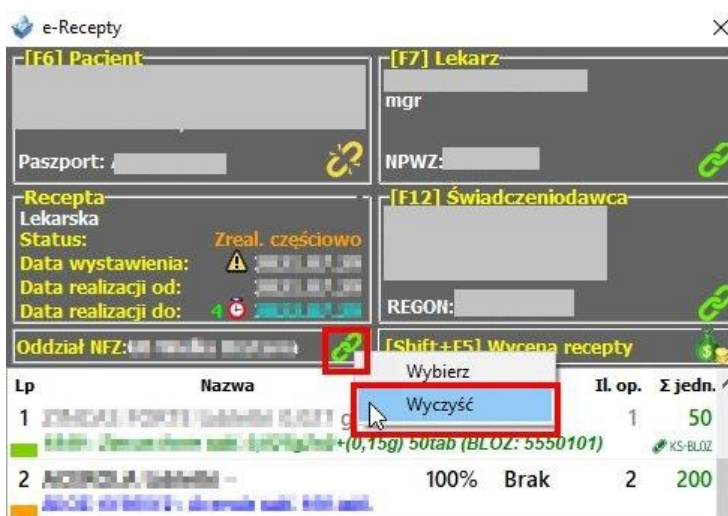 e-Recepty
[F6] Pacjent
Paszport:
[F7] Lekarz
mgr
NPWZ:
Recepta
Lekarska
Status: Zreal. częściowo
Data wystawienia:
Data realizacji od:
Data realizacji do: 4
[F12] Świadczeniodawca
REGON:
Oddział NFZ:
[Shift+F5] Wycena recepty
Wybierz
Wyczyść
Lp Nazwa Il. op. Σ jedn.
1 g 1 50
+(0,15g) 50tab (BLOZ: 5550101) KS-BLOZ
2 100% Brak 2 200